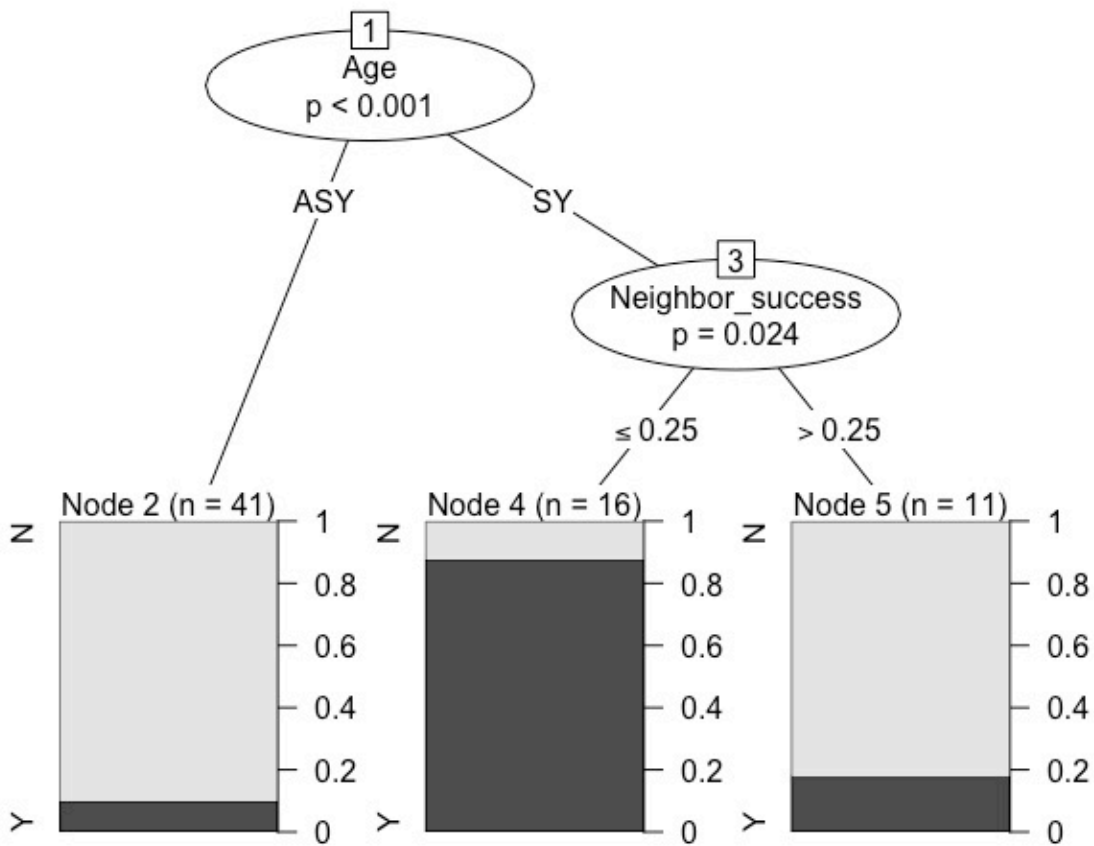 1
Age
p < 0.001
ASY
SY
3
Neighbor_success
p = 0.024
≤ 0.25
> 0.25
Node 2 (n = 41)
N
Y
1
0.8
0.6
0.4
0.2
0
Node 4 (n = 16)
N
Y
1
0.8
0.6
0.4
0.2
0
Node 5 (n = 11)
N
Y
1
0.8
0.6
0.4
0.2
0